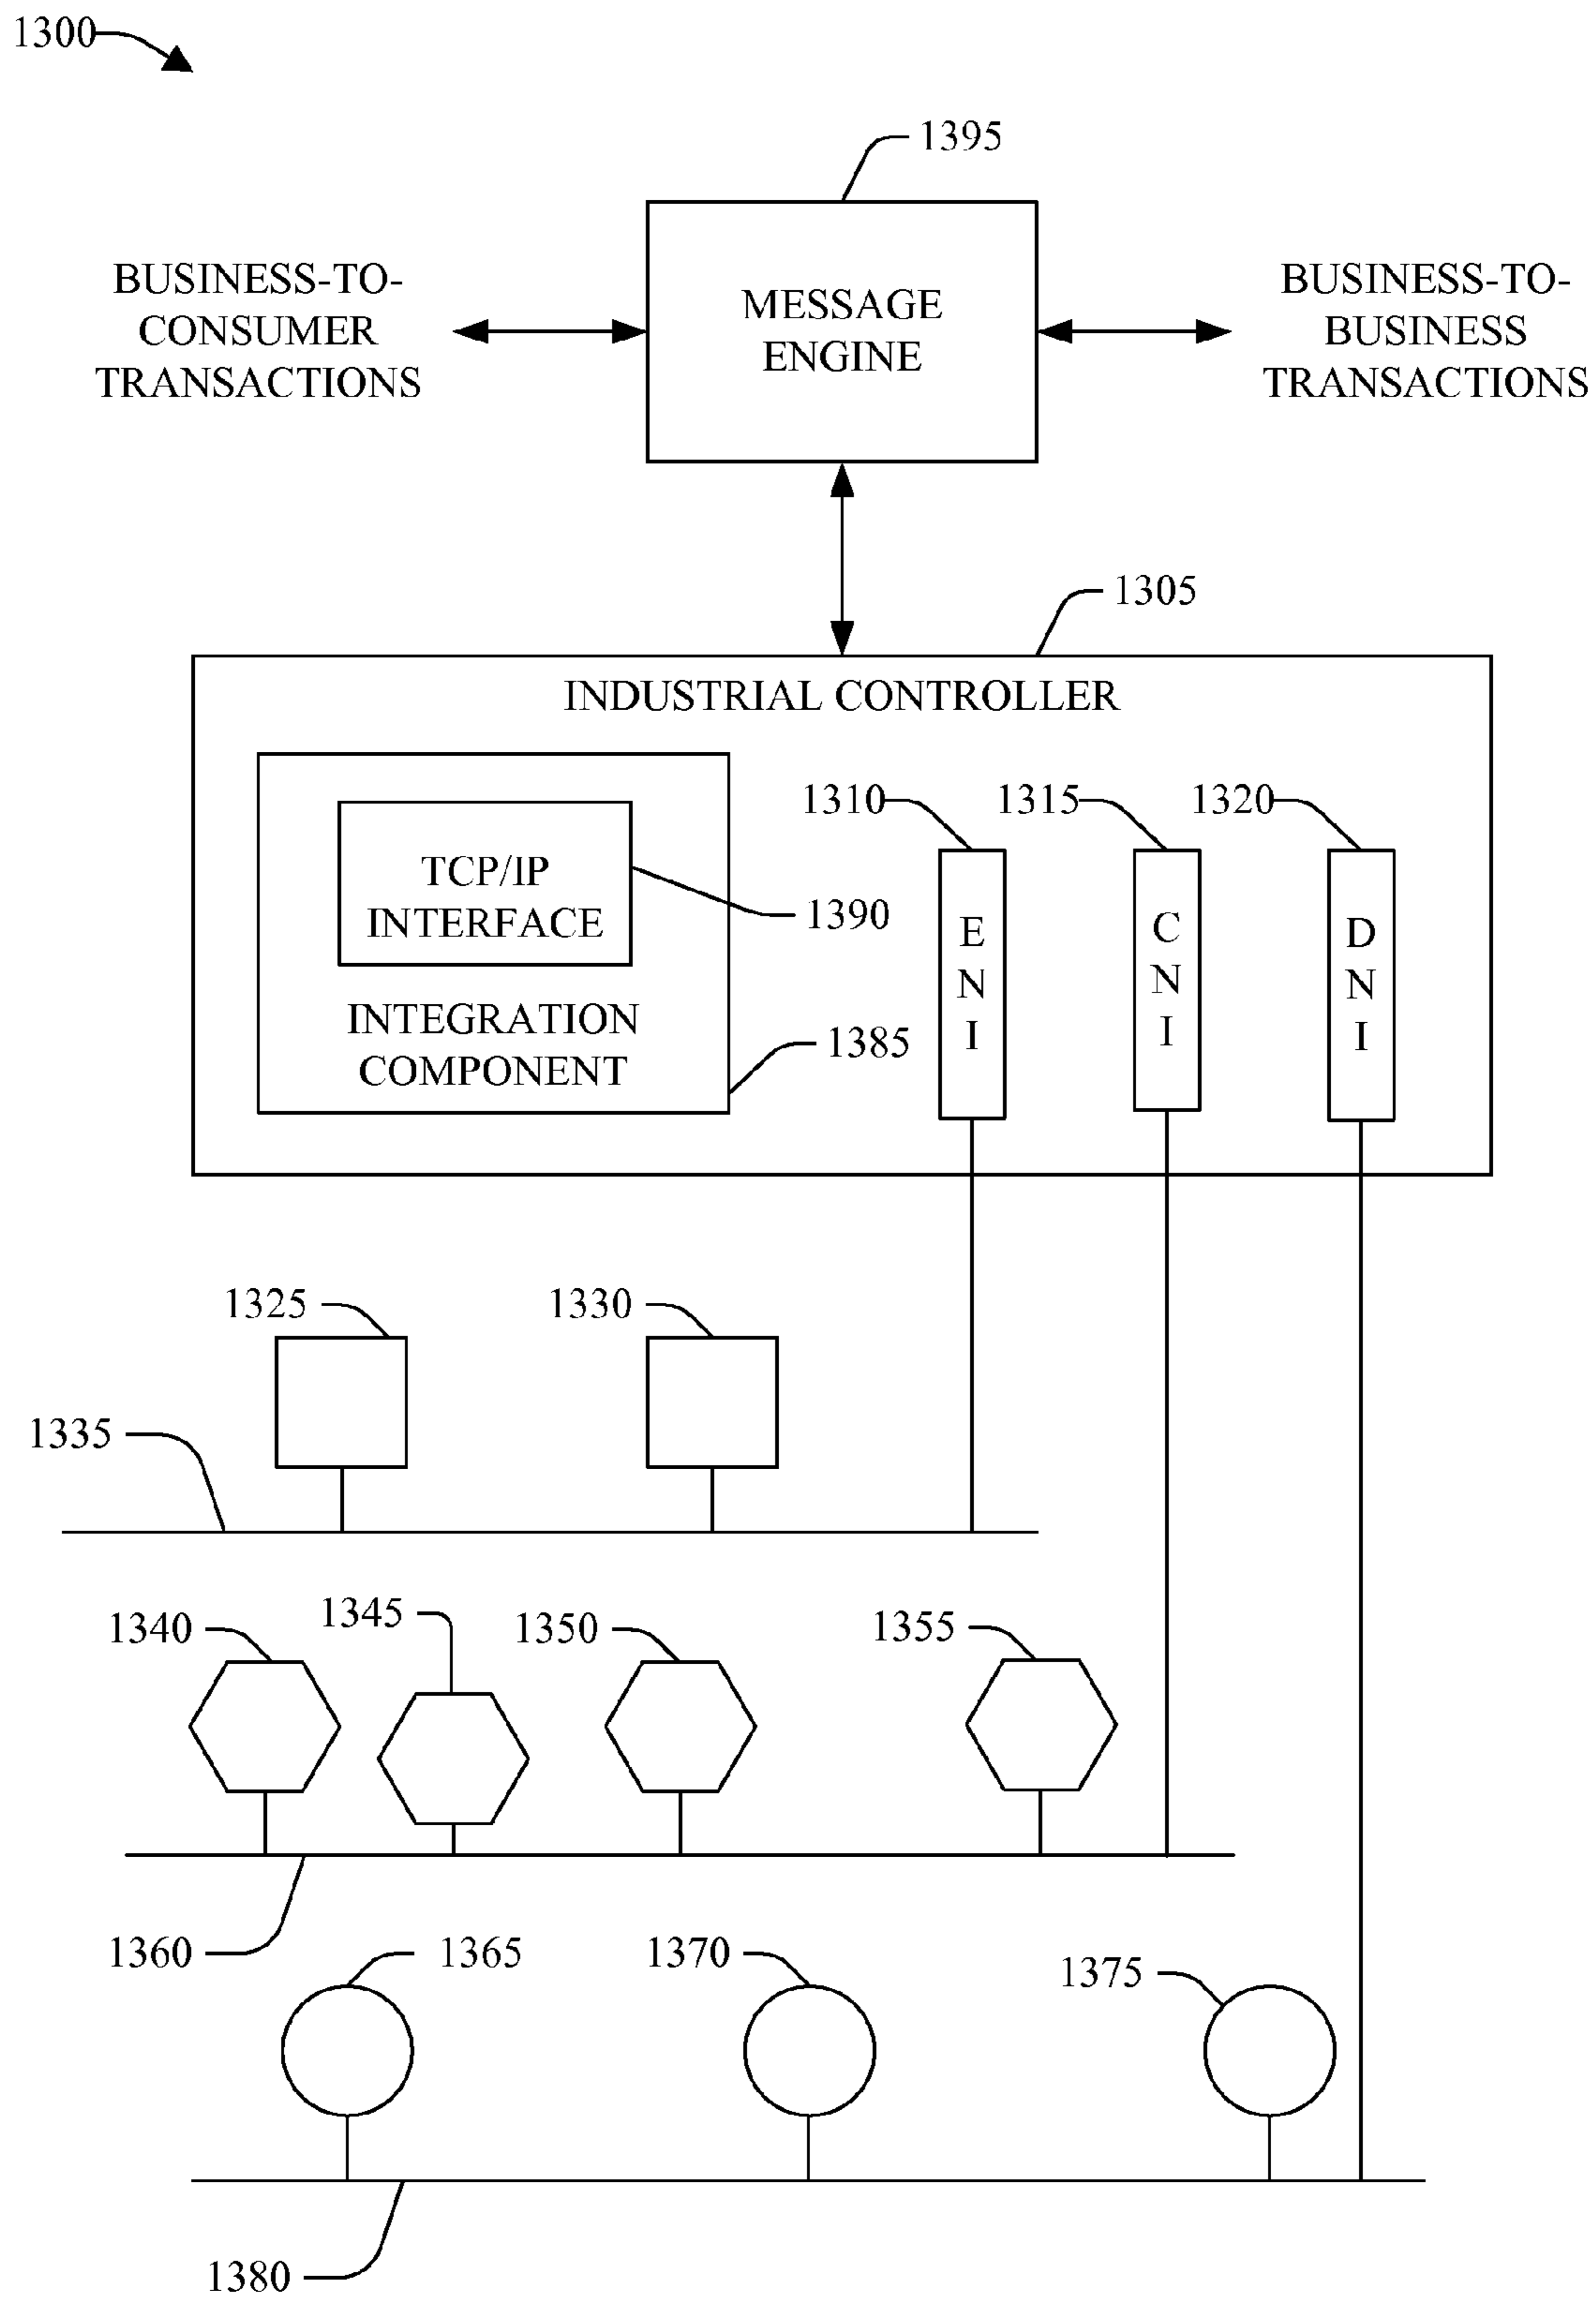 1300
1395
BUSINESS-TO-
CONSUMER
TRANSACTIONS
MESSAGE
ENGINE
BUSINESS-TO-
BUSINESS
TRANSACTIONS
1305
INDUSTRIAL CONTROLLER
1310
1315
1320
TCP/IP
INTERFACE
1390
INTEGRATION
COMPONENT
1385
E
N
I
C
N
I
D
N
I
1325
1330
1335
1340
1345
1350
1355
1360
1365
1370
1375
1380